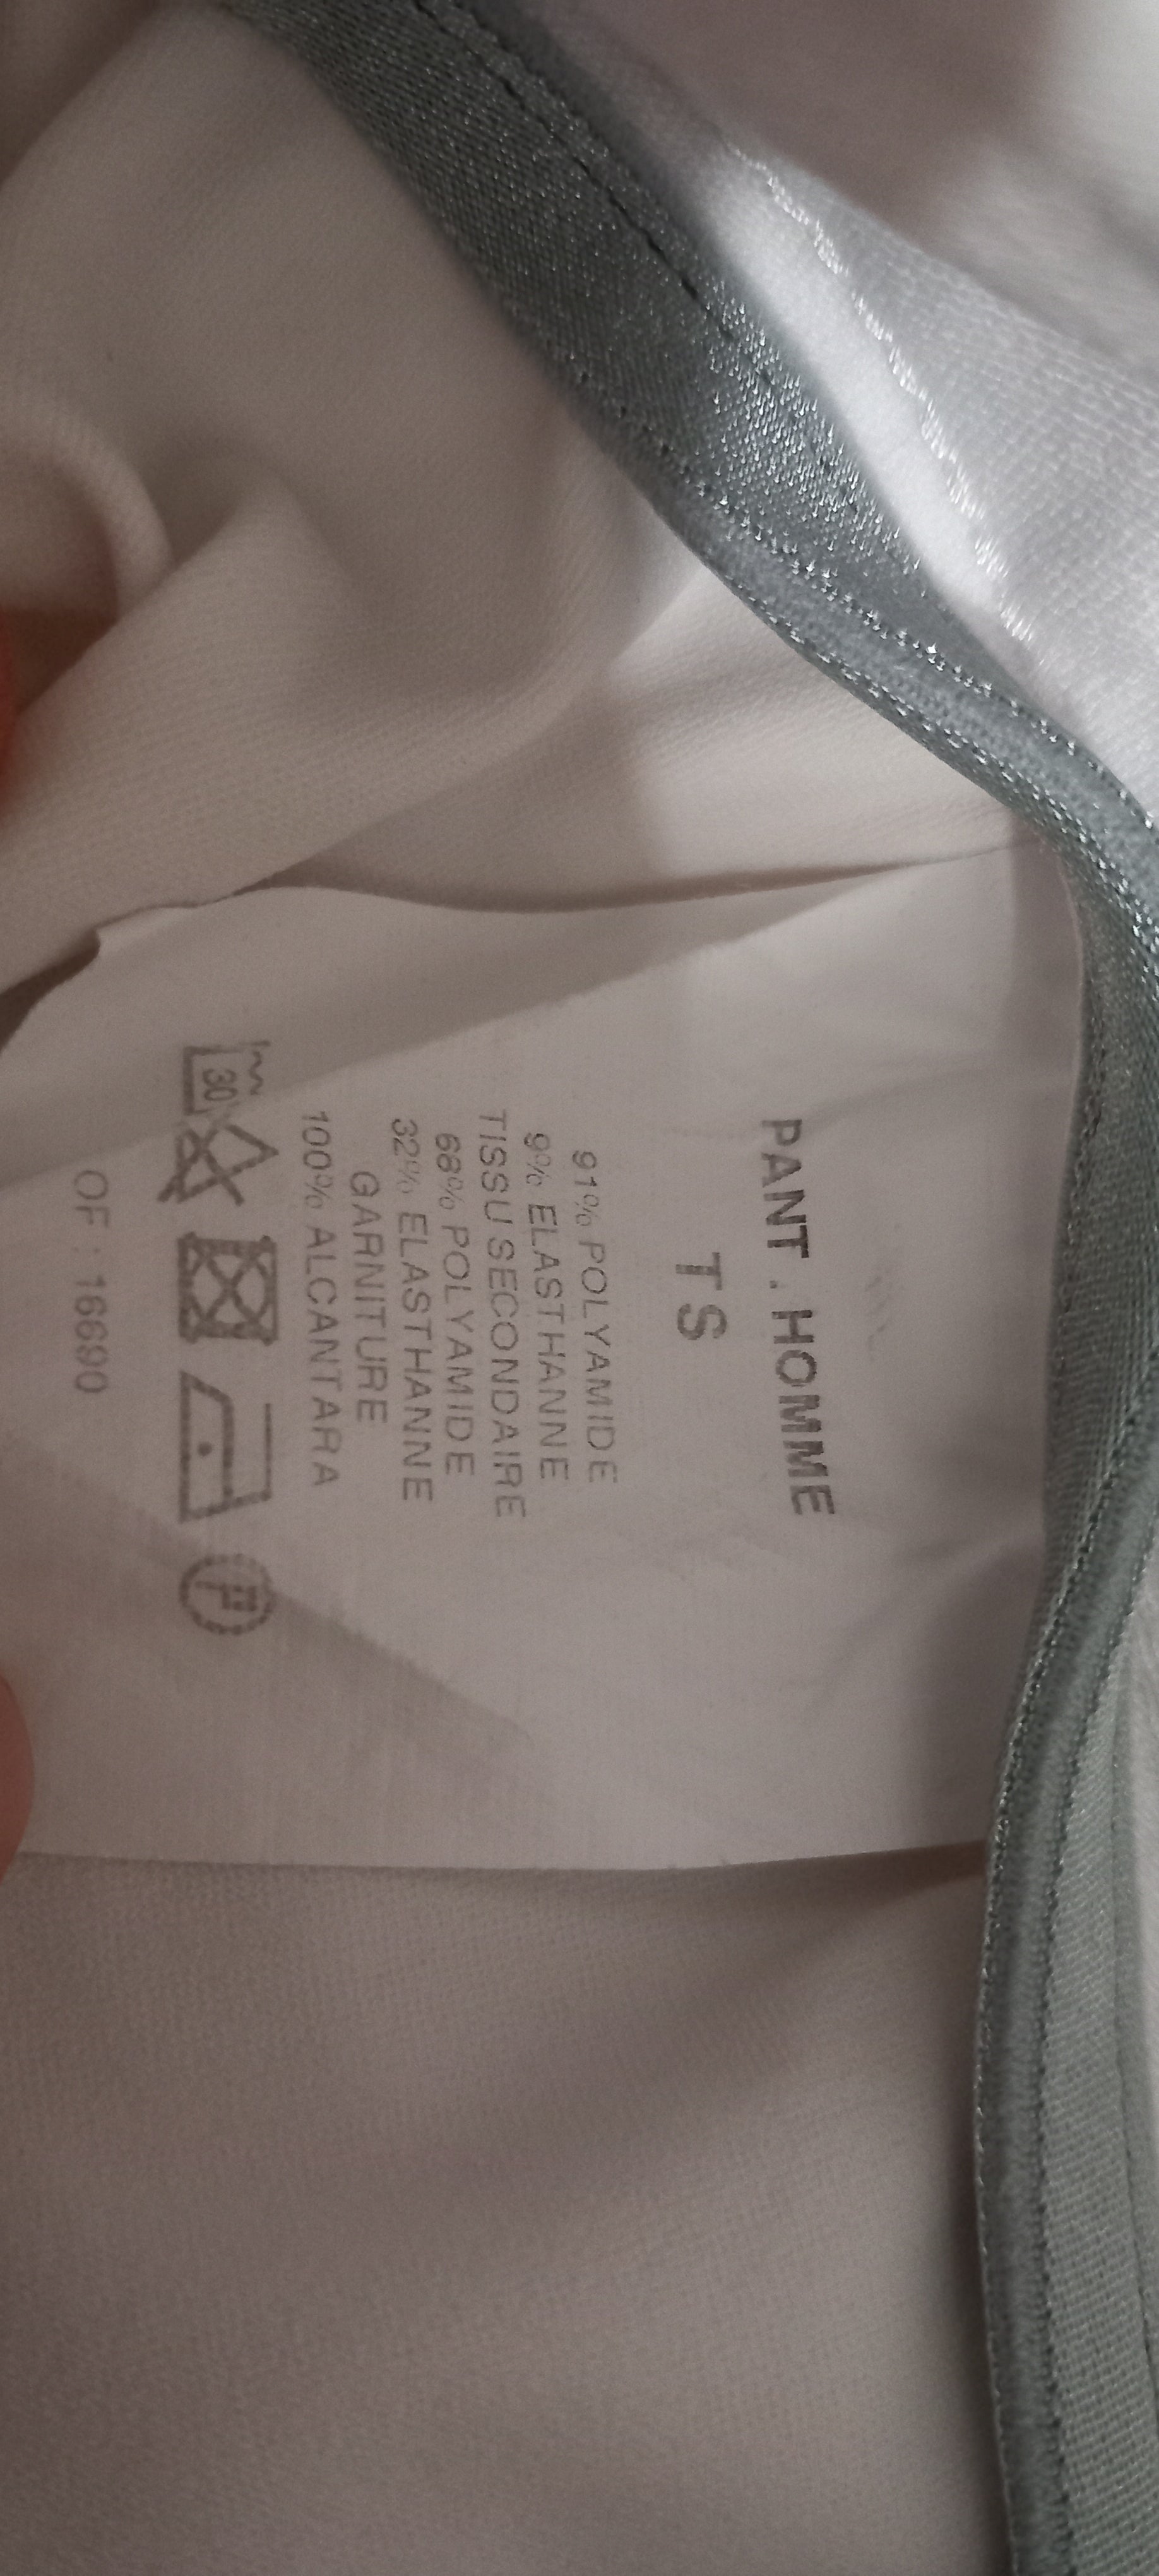 PANT . HOMME
T S
91% POLYAMIDE
9% ELASTHANNE
TISSU SECONDAIRE
68% POLYAMIDE
32% ELASTHANNE
GARNITURE
100% ALCANTARA
30 F
OF : 16690